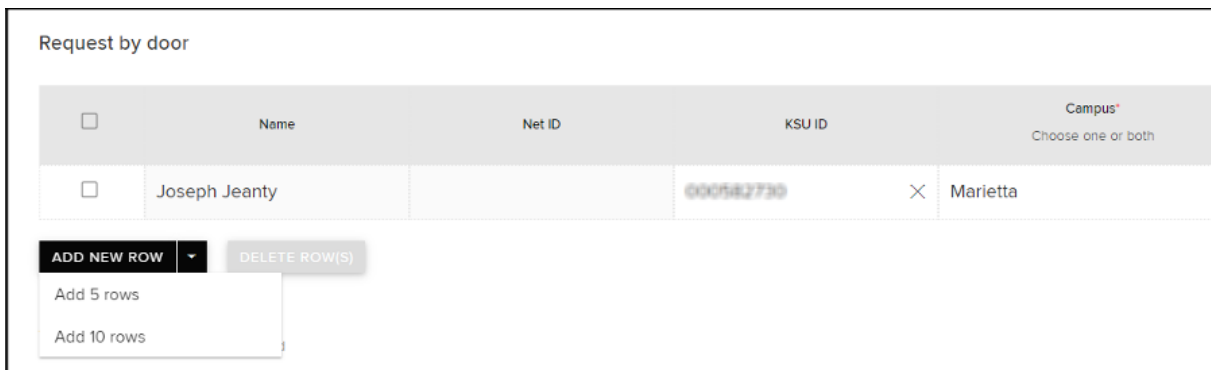 Request by door
Name Net ID KSU ID Campus*
Choose one or both
Joseph Jeanty Marietta
ADD NEW ROW DELETE ROW(S)
Add 5 rows
Add 10 rows